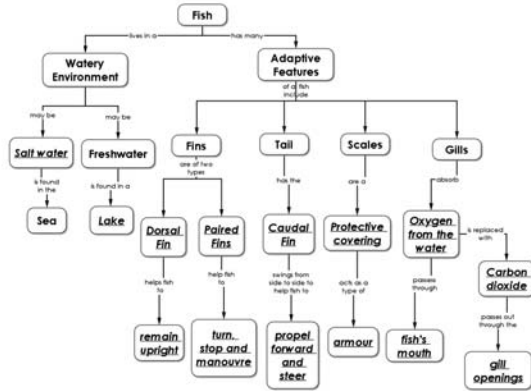 Fish
lives in a
has many
Watery
Environment
Adaptive
Features
of a fish
include
may be
may be
Salt water
Freshwater
Fins
Tail
Scales
Gills
is found
in the
is found in a
are of two
types
has the
are a
absorb
Sea
Lake
Dorsal
Fin
Paired
Fins
Caudal
Fin
Protective
covering
Oxygen
from the
water
is replaced
with
Carbon
dioxide
helps fish
to
help fish
to
swings from
side to side to
help fish to
acts as a
type of
passes
through
passes out
through the
remain
upright
turn,
stop and
manouvre
propel
forward
and
steer
armour
fish's
mouth
gill
openings